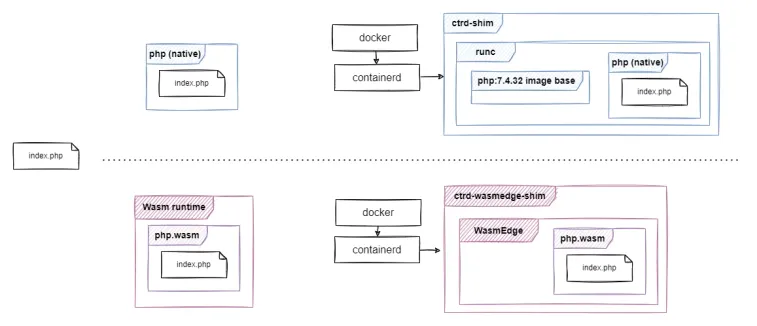 php (native)
index.php
docker
containerd
ctrd-shim
runc
php:7.4.32 image base
php (native)
index.php
index.php
Wasm runtime
php.wasm
index.php
docker
containerd
ctrd-wasmedge-shim
WasmEdge
php.wasm
index.php